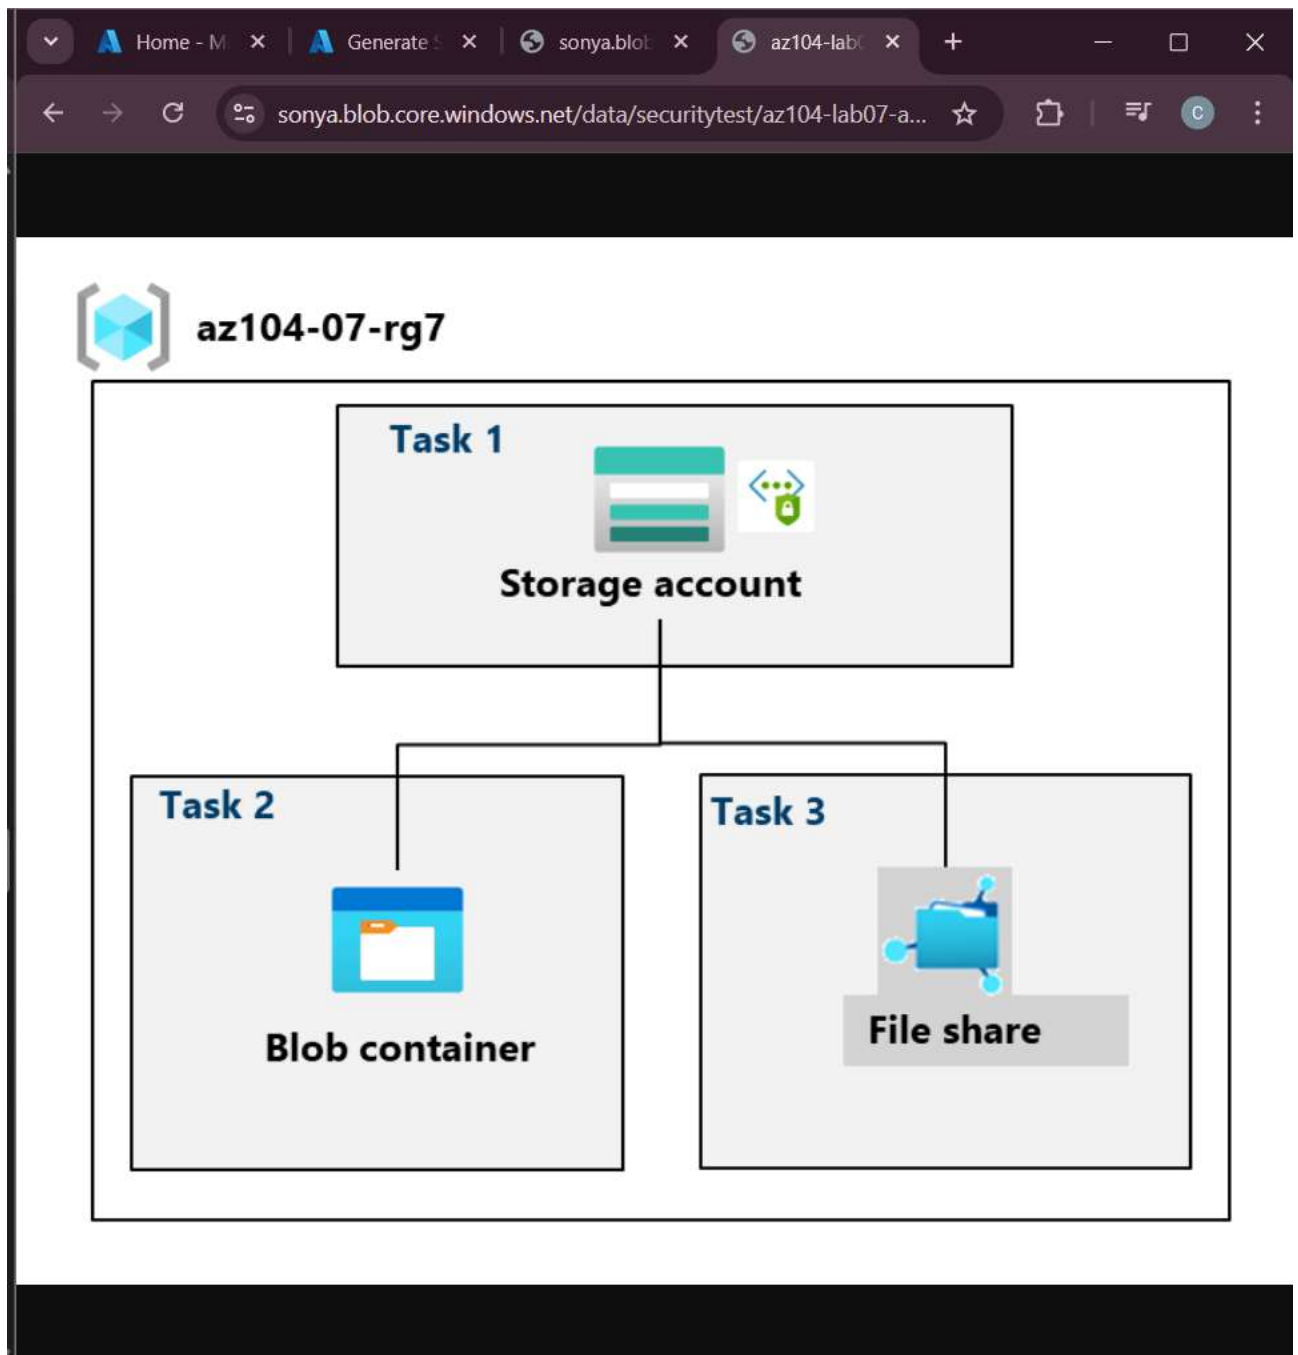 Home - M
Generate S
sonya.blob
az104-lab0
sonya.blob.core.windows.net/data/securitytest/az104-lab07-a...
C
az104-07-rg7
Task 1
Storage account
Task 2
Task 3
Blob container
File share